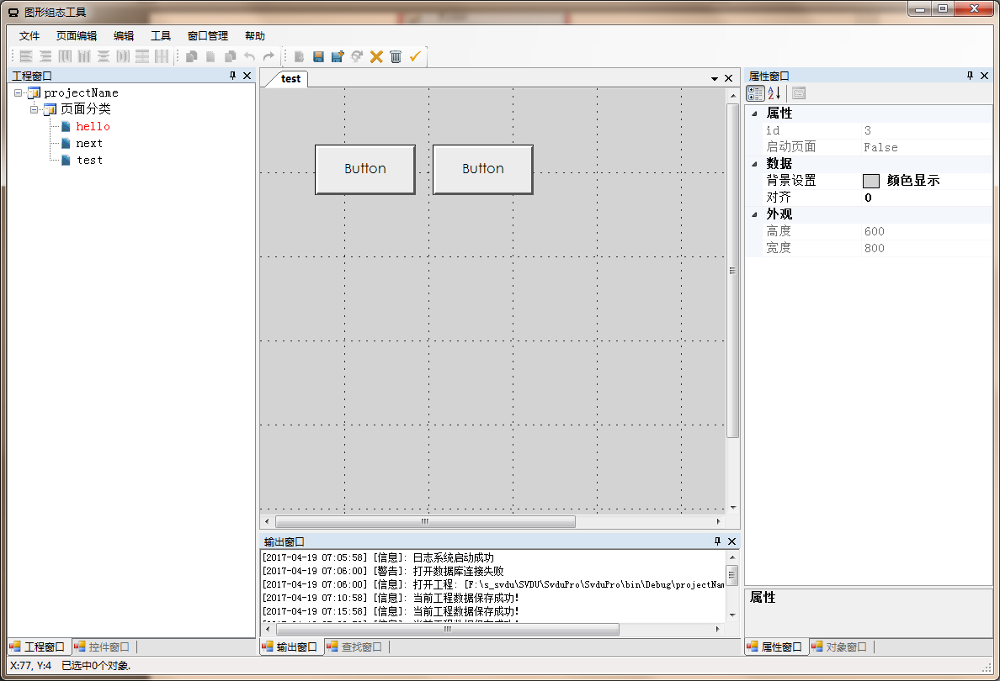 图形组态工具
文件 页面编辑 编辑 工具 窗口管理 帮助
工程窗口
projectName
页面分类
hello
next
test
test
Button Button
输出窗口
[2017-04-19 07:05:58] [信息]: 日志系统启动成功
[2017-04-19 07:06:00] [警告]: 打开数据库连接失败
[2017-04-19 07:06:00] [信息]: 打开工程: [F:\s_svdu\SVDU\SvduPro\SvduPro\bin\Debug\projectNam
[2017-04-19 07:10:58] [信息]: 当前工程数据保存成功!
[2017-04-19 07:15:58] [信息]: 当前工程数据保存成功!
属性窗口
属性
id 3
启动页面 False
数据
背景设置 颜色显示
对齐 0
外观
高度 600
宽度 800
属性
工程窗口 控件窗口
输出窗口 查找窗口
属性窗口 对象窗口
X:77, Y:4 已选中0个对象.